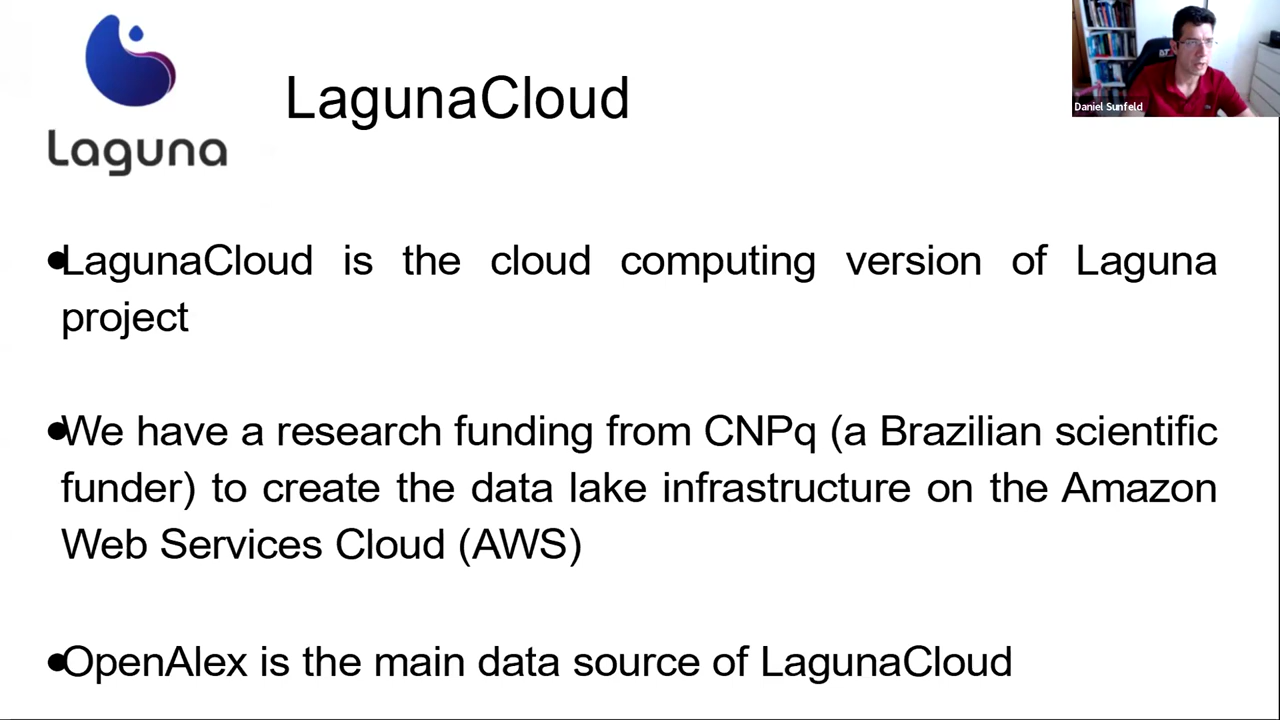 Laguna
LagunaCloud
Daniel Sunfeld
•LagunaCloud is the cloud computing version of Laguna
project
•We have a research funding from CNPq (a Brazilian scientific
funder) to create the data lake infrastructure on the Amazon
Web Services Cloud (AWS)
•OpenAlex is the main data source of LagunaCloud